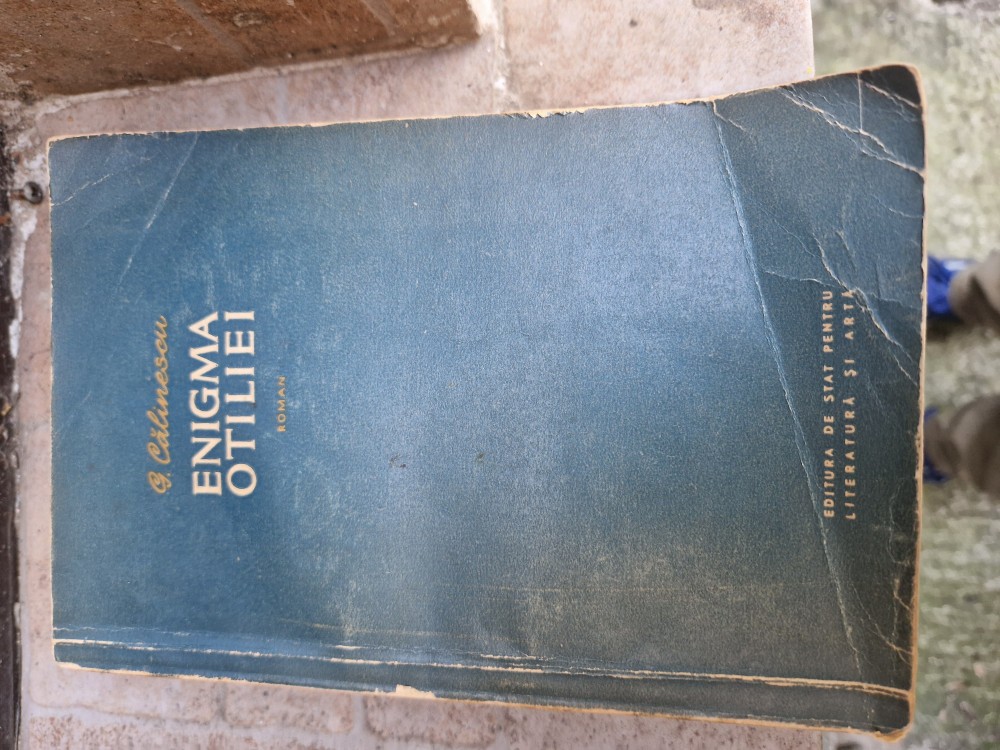 G. Călinescu
ENIGMA
OTILIEI
ROMAN
EDITURA DE STAT PENTRU
LITERATURĂ ȘI ARTĂ